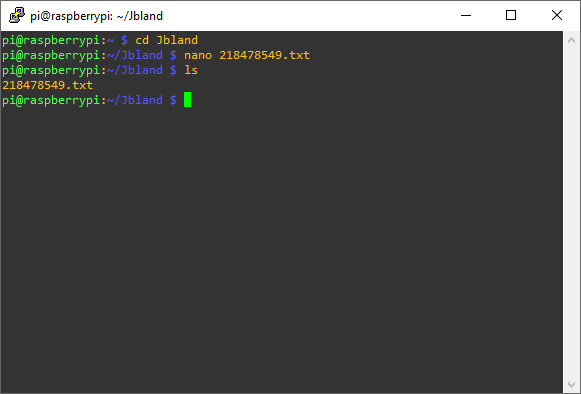 pi@raspberrypi: ~/Jbland
pi@raspberrypi:~ $ cd Jbland
pi@raspberrypi:~/Jbland $ nano 218478549.txt
pi@raspberrypi:~/Jbland $ ls
218478549.txt
pi@raspberrypi:~/Jbland $